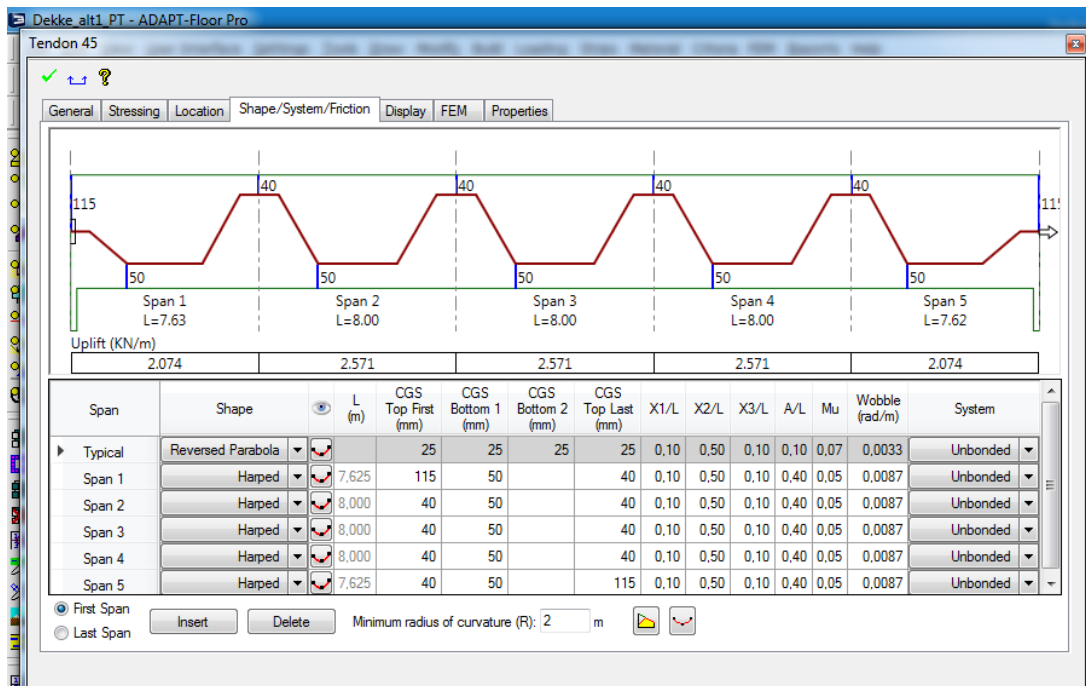 Dekke_alt1_PT - ADAPT-Floor Pro
Tendon 45
General Stressing Location Shape/System/Friction Display FEM Properties
40 40 40 40
115 11
50 50 50 50 50
Span 1 Span 2 Span 3 Span 4 Span 5
L=7.63 L=8.00 L=8.00 L=8.00 L=7.62
Uplift (KN/m)
2.074 2.571 2.571 2.571 2.074
Span Shape L (m) CGS Top First (mm) CGS Bottom 1 (mm) CGS Bottom 2 (mm) CGS Top Last (mm) X1/L X2/L X3/L A/L Mu Wobble (rad/m) System
Typical Reversed Parabola 25 25 25 25 0,10 0,50 0,10 0,10 0,07 0,0033 Unbonded
Span 1 Harped 7,625 115 50 40 0,10 0,50 0,10 0,40 0,05 0,0087 Unbonded
Span 2 Harped 8,000 40 50 40 0,10 0,50 0,10 0,40 0,05 0,0087 Unbonded
Span 3 Harped 8,000 40 50 40 0,10 0,50 0,10 0,40 0,05 0,0087 Unbonded
Span 4 Harped 8,000 40 50 40 0,10 0,50 0,10 0,40 0,05 0,0087 Unbonded
Span 5 Harped 7,625 40 50 115 0,10 0,50 0,10 0,40 0,05 0,0087 Unbonded
First Span
Last Span
Insert Delete Minimum radius of curvature (R): 2 m